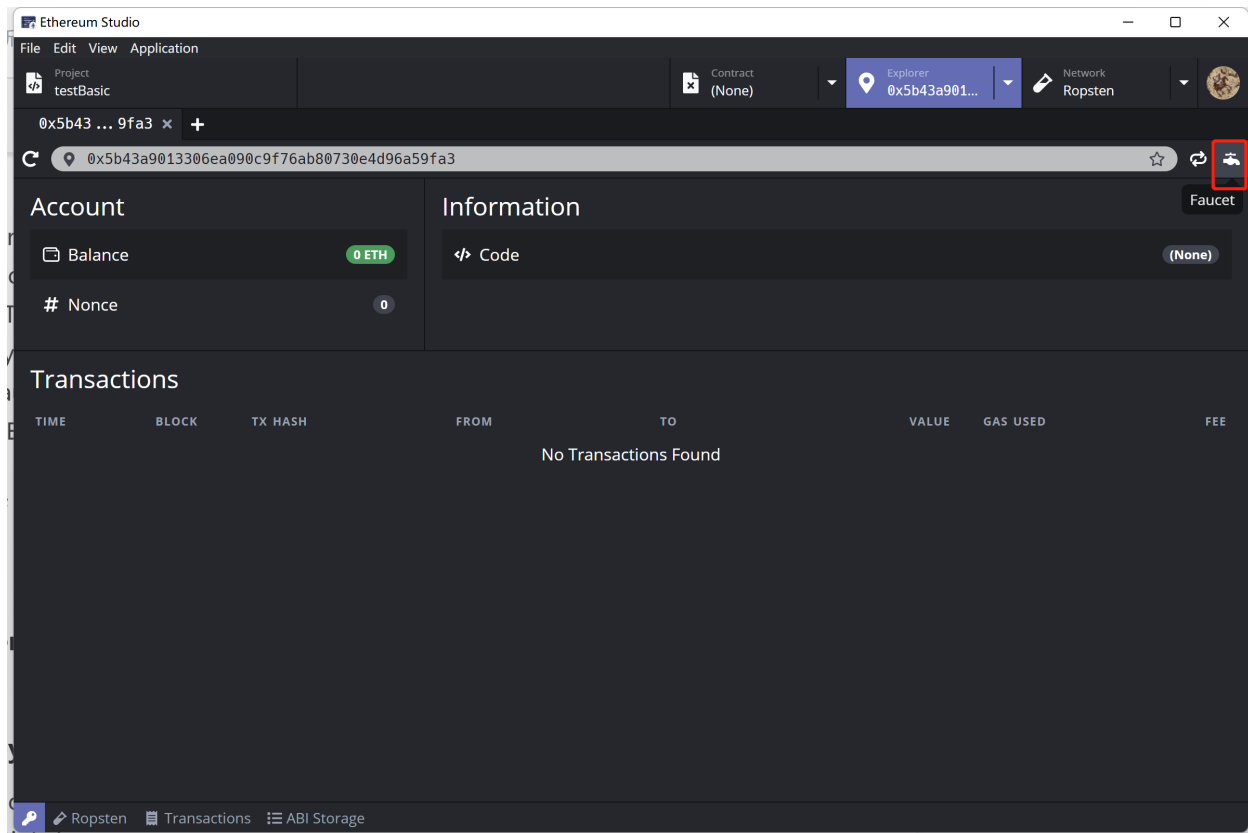 Ethereum Studio
File Edit View Application
Project
testBasic
Contract
(None)
Explorer
0x5b43a901...
Network
Ropsten
0x5b43 ... 9fa3
0x5b43a9013306ea090c9f76ab80730e4d96a59fa3
Faucet
Account
Information
Balance 0 ETH
Code (None)
# Nonce 0
Transactions
TIME BLOCK TX HASH FROM TO VALUE GAS USED FEE
No Transactions Found
Ropsten Transactions ABI Storage